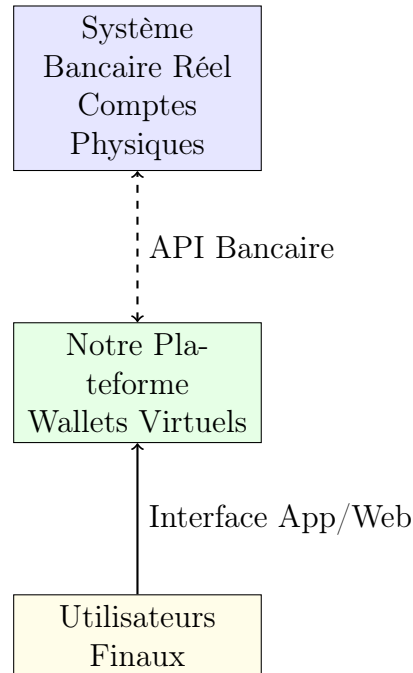 Système
Bancaire Réel
Comptes
Physiques
API Bancaire
Notre Pla-
teforme
Wallets Virtuels
Interface App/Web
Utilisateurs
Finaux